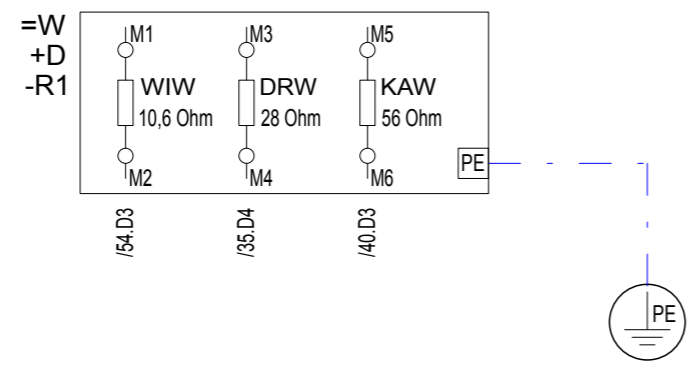 =W
+D
-R1
M1
M3
M5
WIW
10,6 Ohm
DRW
28 Ohm
KAW
56 Ohm
M2
M4
M6
PE
/54.D3
/35.D4
/40.D3
PE